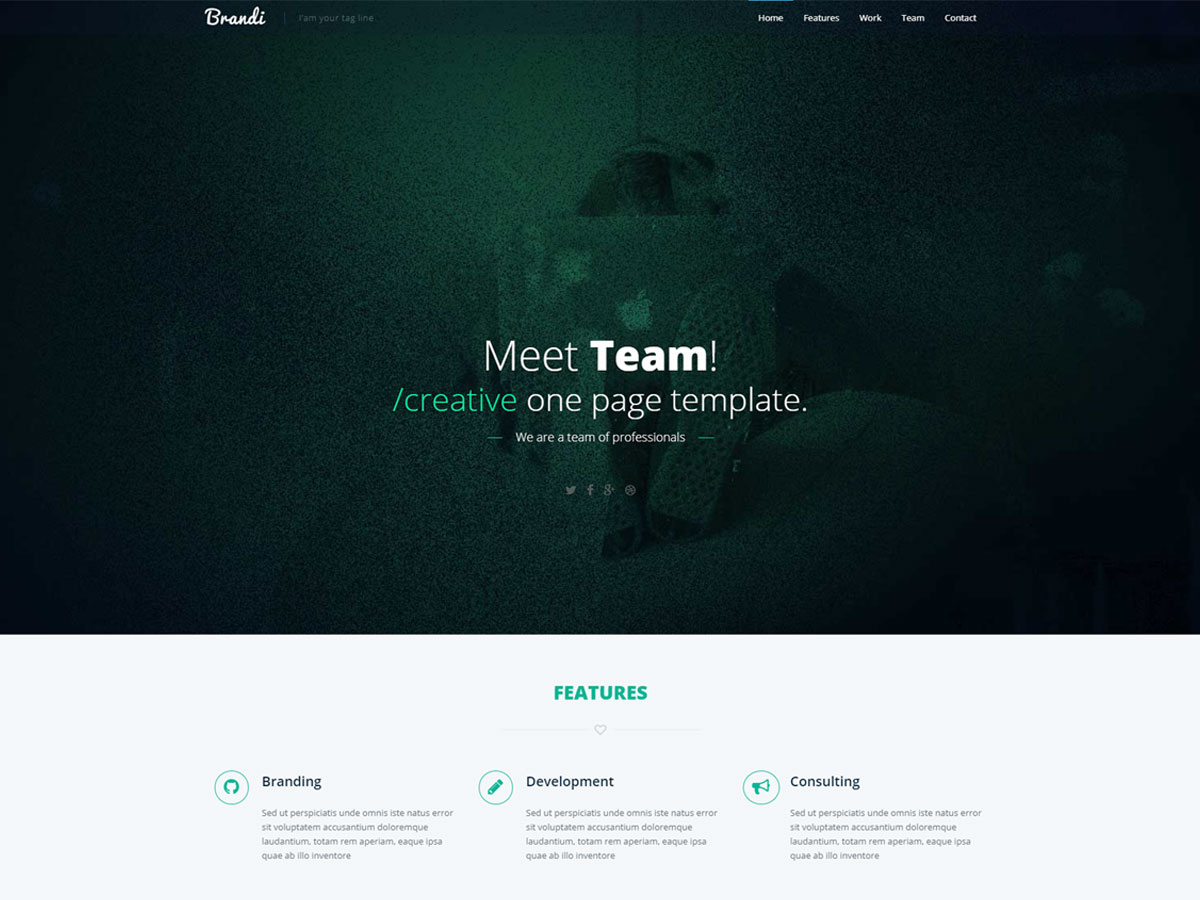 Brandi
I'am your tag line
Home Features Work Team Contact
Meet Team!
/creative one page template.
We are a team of professionals
FEATURES
Branding
Sed ut perspiciatis unde omnis iste natus error
sit voluptatem accusantium doloremque
laudantium, totam rem aperiam, eaque ipsa
quae ab illo inventore
Development
Sed ut perspiciatis unde omnis iste natus error
sit voluptatem accusantium doloremque
laudantium, totam rem aperiam, eaque ipsa
quae ab illo inventore
Consulting
Sed ut perspiciatis unde omnis iste natus error
sit voluptatem accusantium doloremque
laudantium, totam rem aperiam, eaque ipsa
quae ab illo inventore